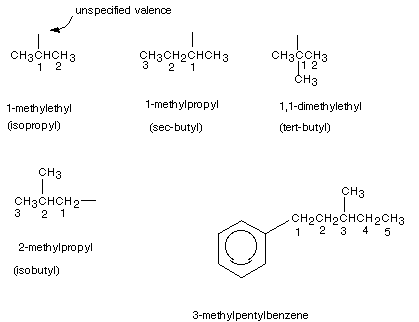 unspecified valence
CH3CHCH3
1 2
CH3CH2CHCH3
3 2 1
CH3CCH3
1 2
CH3
1-methylethyl
(isopropyl)
1-methylpropyl
(sec-butyl)
1,1-dimethylethyl
(tert-butyl)
CH3
CH3CHCH2
3 2 1
2-methylpropyl
(isobutyl)
CH3
CH2CH2CHCH2CH3
1 2 3 4 5
3-methylpentylbenzene